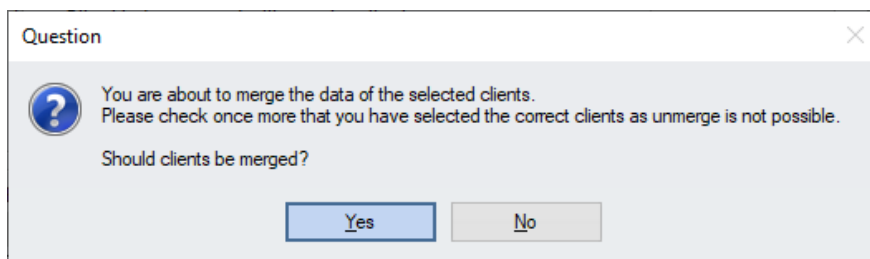 Question
You are about to merge the data of the selected clients.
Please check once more that you have selected the correct clients as unmerge is not possible.
Should clients be merged?
Yes
No